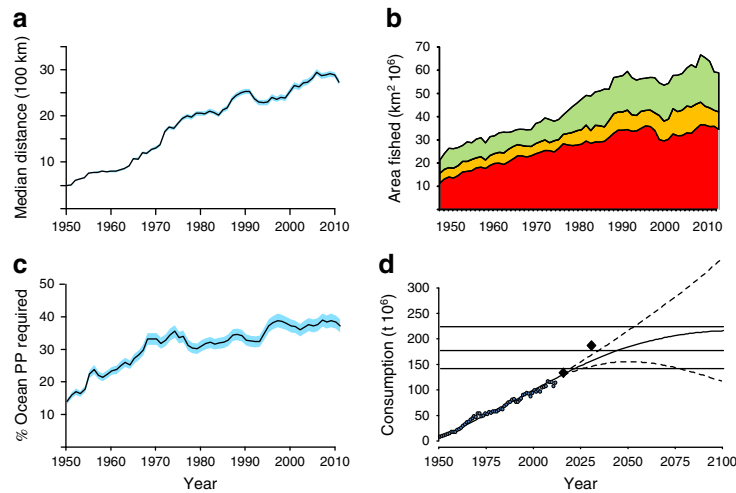 a
Median distance (100 km)
30
20
10
1950 1960 1970 1980 1990 2000 2010
b
Area fished (km² 10⁶)
70
60
50
40
30
20
10
1950 1960 1970 1980 1990 2000 2010
c
% Ocean PP required
50
40
30
20
10
1950 1960 1970 1980 1990 2000 2010
Year
d
Consumption (t 10⁶)
300
250
200
150
100
50
0
1950 1975 2000 2025 2050 2075 2100
Year